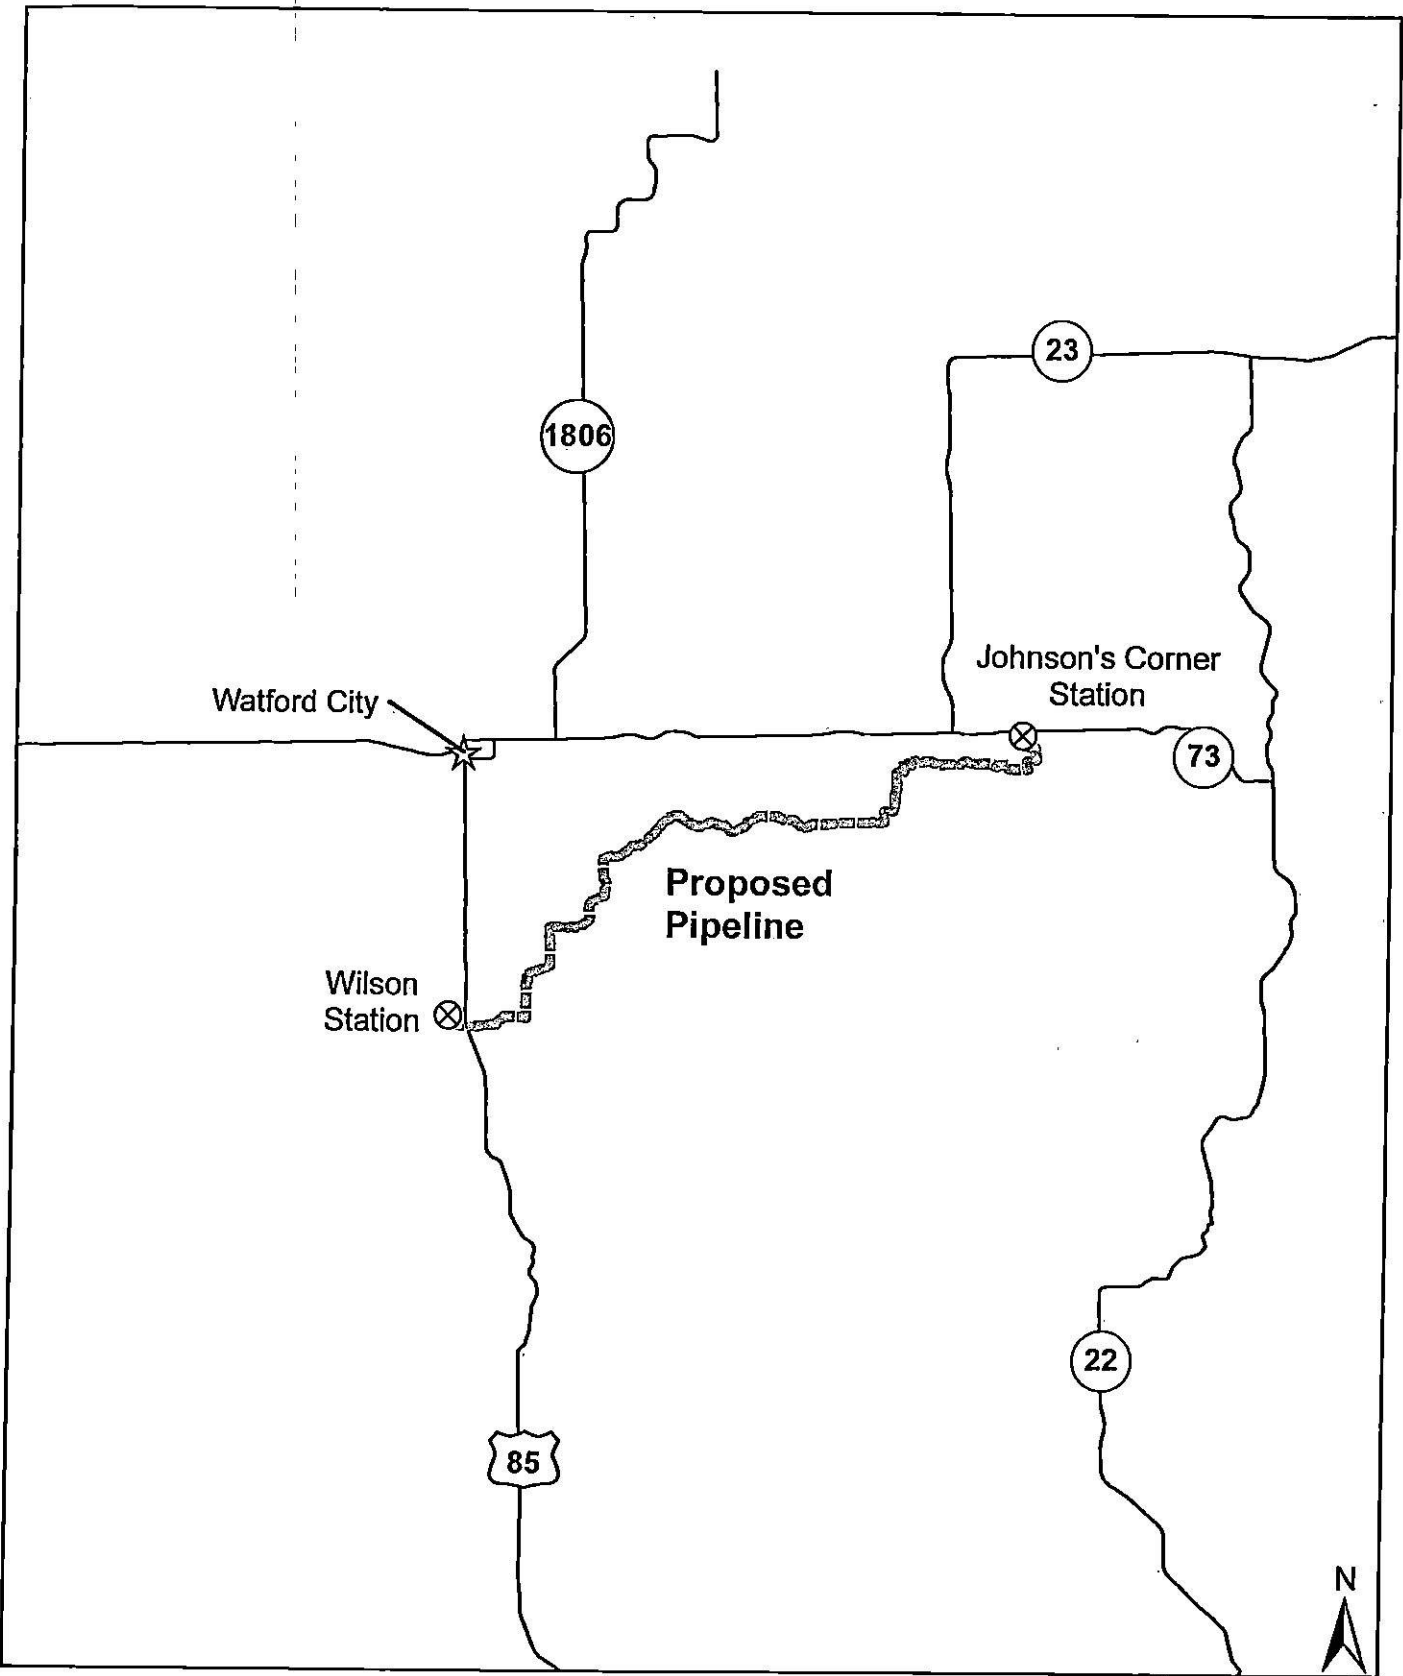 23
1806
Johnson's Corner
Station
Watford City
73
Proposed
Pipeline
Wilson
Station
22
85
N